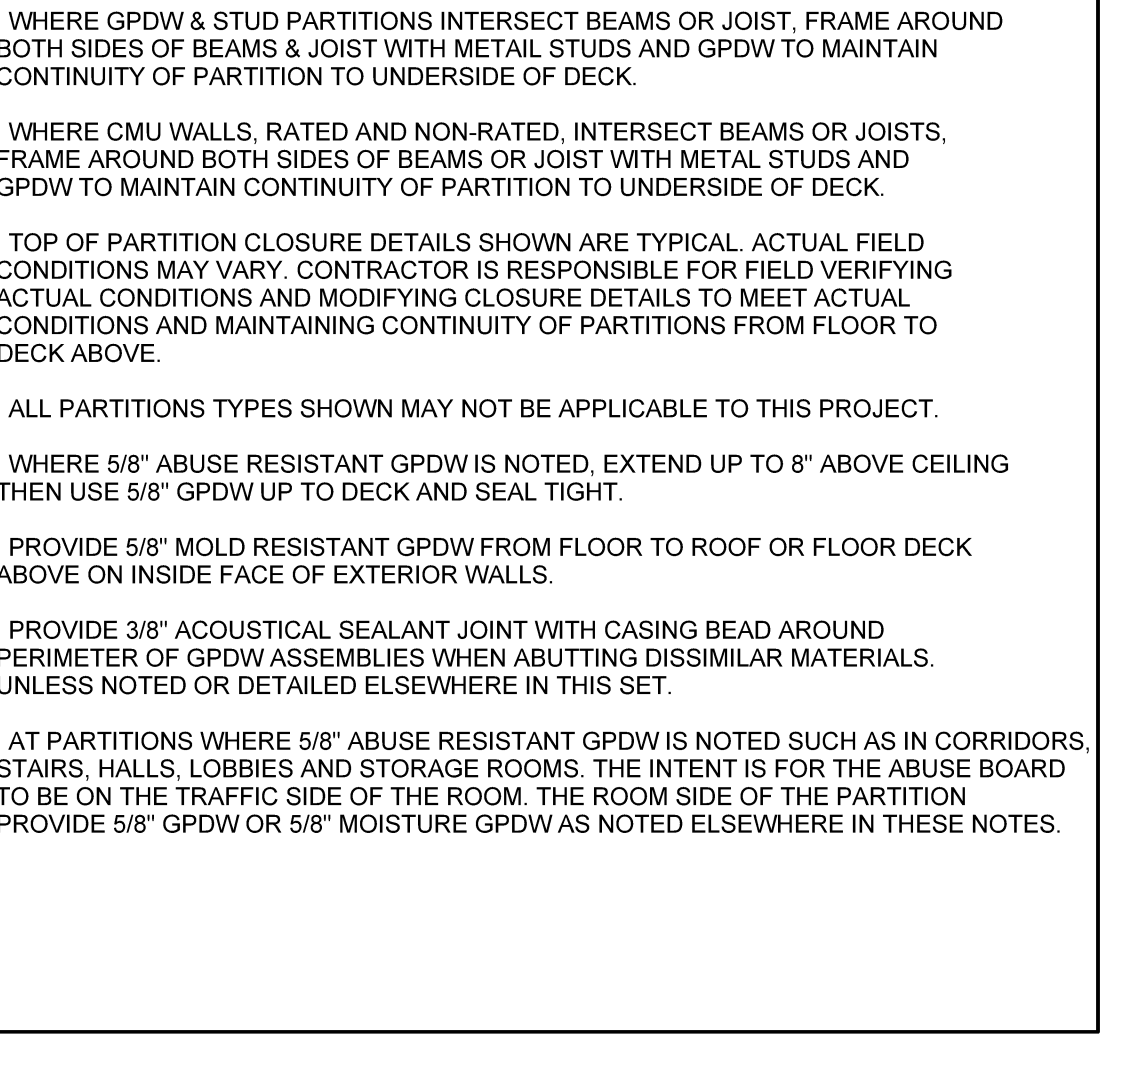 WHERE GPDW & STUD PARTITIONS INTERSECT BEAMS OR JOIST, FRAME AROUND
BOTH SIDES OF BEAMS & JOIST WITH METAIL STUDS AND GPDW TO MAINTAIN
CONTINUITY OF PARTITION TO UNDERSIDE OF DECK.
WHERE CMU WALLS, RATED AND NON-RATED, INTERSECT BEAMS OR JOISTS,
FRAME AROUND BOTH SIDES OF BEAMS OR JOIST WITH METAL STUDS AND
GPDW TO MAINTAIN CONTINUITY OF PARTITION TO UNDERSIDE OF DECK.
TOP OF PARTITION CLOSURE DETAILS SHOWN ARE TYPICAL. ACTUAL FIELD
CONDITIONS MAY VARY. CONTRACTOR IS RESPONSIBLE FOR FIELD VERIFYING
ACTUAL CONDITIONS AND MODIFYING CLOSURE DETAILS TO MEET ACTUAL
CONDITIONS AND MAINTAINING CONTINUITY OF PARTITIONS FROM FLOOR TO
DECK ABOVE.
ALL PARTITIONS TYPES SHOWN MAY NOT BE APPLICABLE TO THIS PROJECT.
WHERE 5/8" ABUSE RESISTANT GPDW IS NOTED, EXTEND UP TO 8" ABOVE CEILING
THEN USE 5/8" GPDW UP TO DECK AND SEAL TIGHT.
PROVIDE 5/8" MOLD RESISTANT GPDW FROM FLOOR TO ROOF OR FLOOR DECK
ABOVE ON INSIDE FACE OF EXTERIOR WALLS.
PROVIDE 3/8" ACOUSTICAL SEALANT JOINT WITH CASING BEAD AROUND
PERIMETER OF GPDW ASSEMBLIES WHEN ABUTTING DISSIMILAR MATERIALS.
UNLESS NOTED OR DETAILED ELSEWHERE IN THIS SET.
AT PARTITIONS WHERE 5/8" ABUSE RESISTANT GPDW IS NOTED SUCH AS IN CORRIDORS,
STAIRS, HALLS, LOBBIES AND STORAGE ROOMS. THE INTENT IS FOR THE ABUSE BOARD
TO BE ON THE TRAFFIC SIDE OF THE ROOM. THE ROOM SIDE OF THE PARTITION
PROVIDE 5/8" GPDW OR 5/8" MOISTURE GPDW AS NOTED ELSEWHERE IN THESE NOTES.